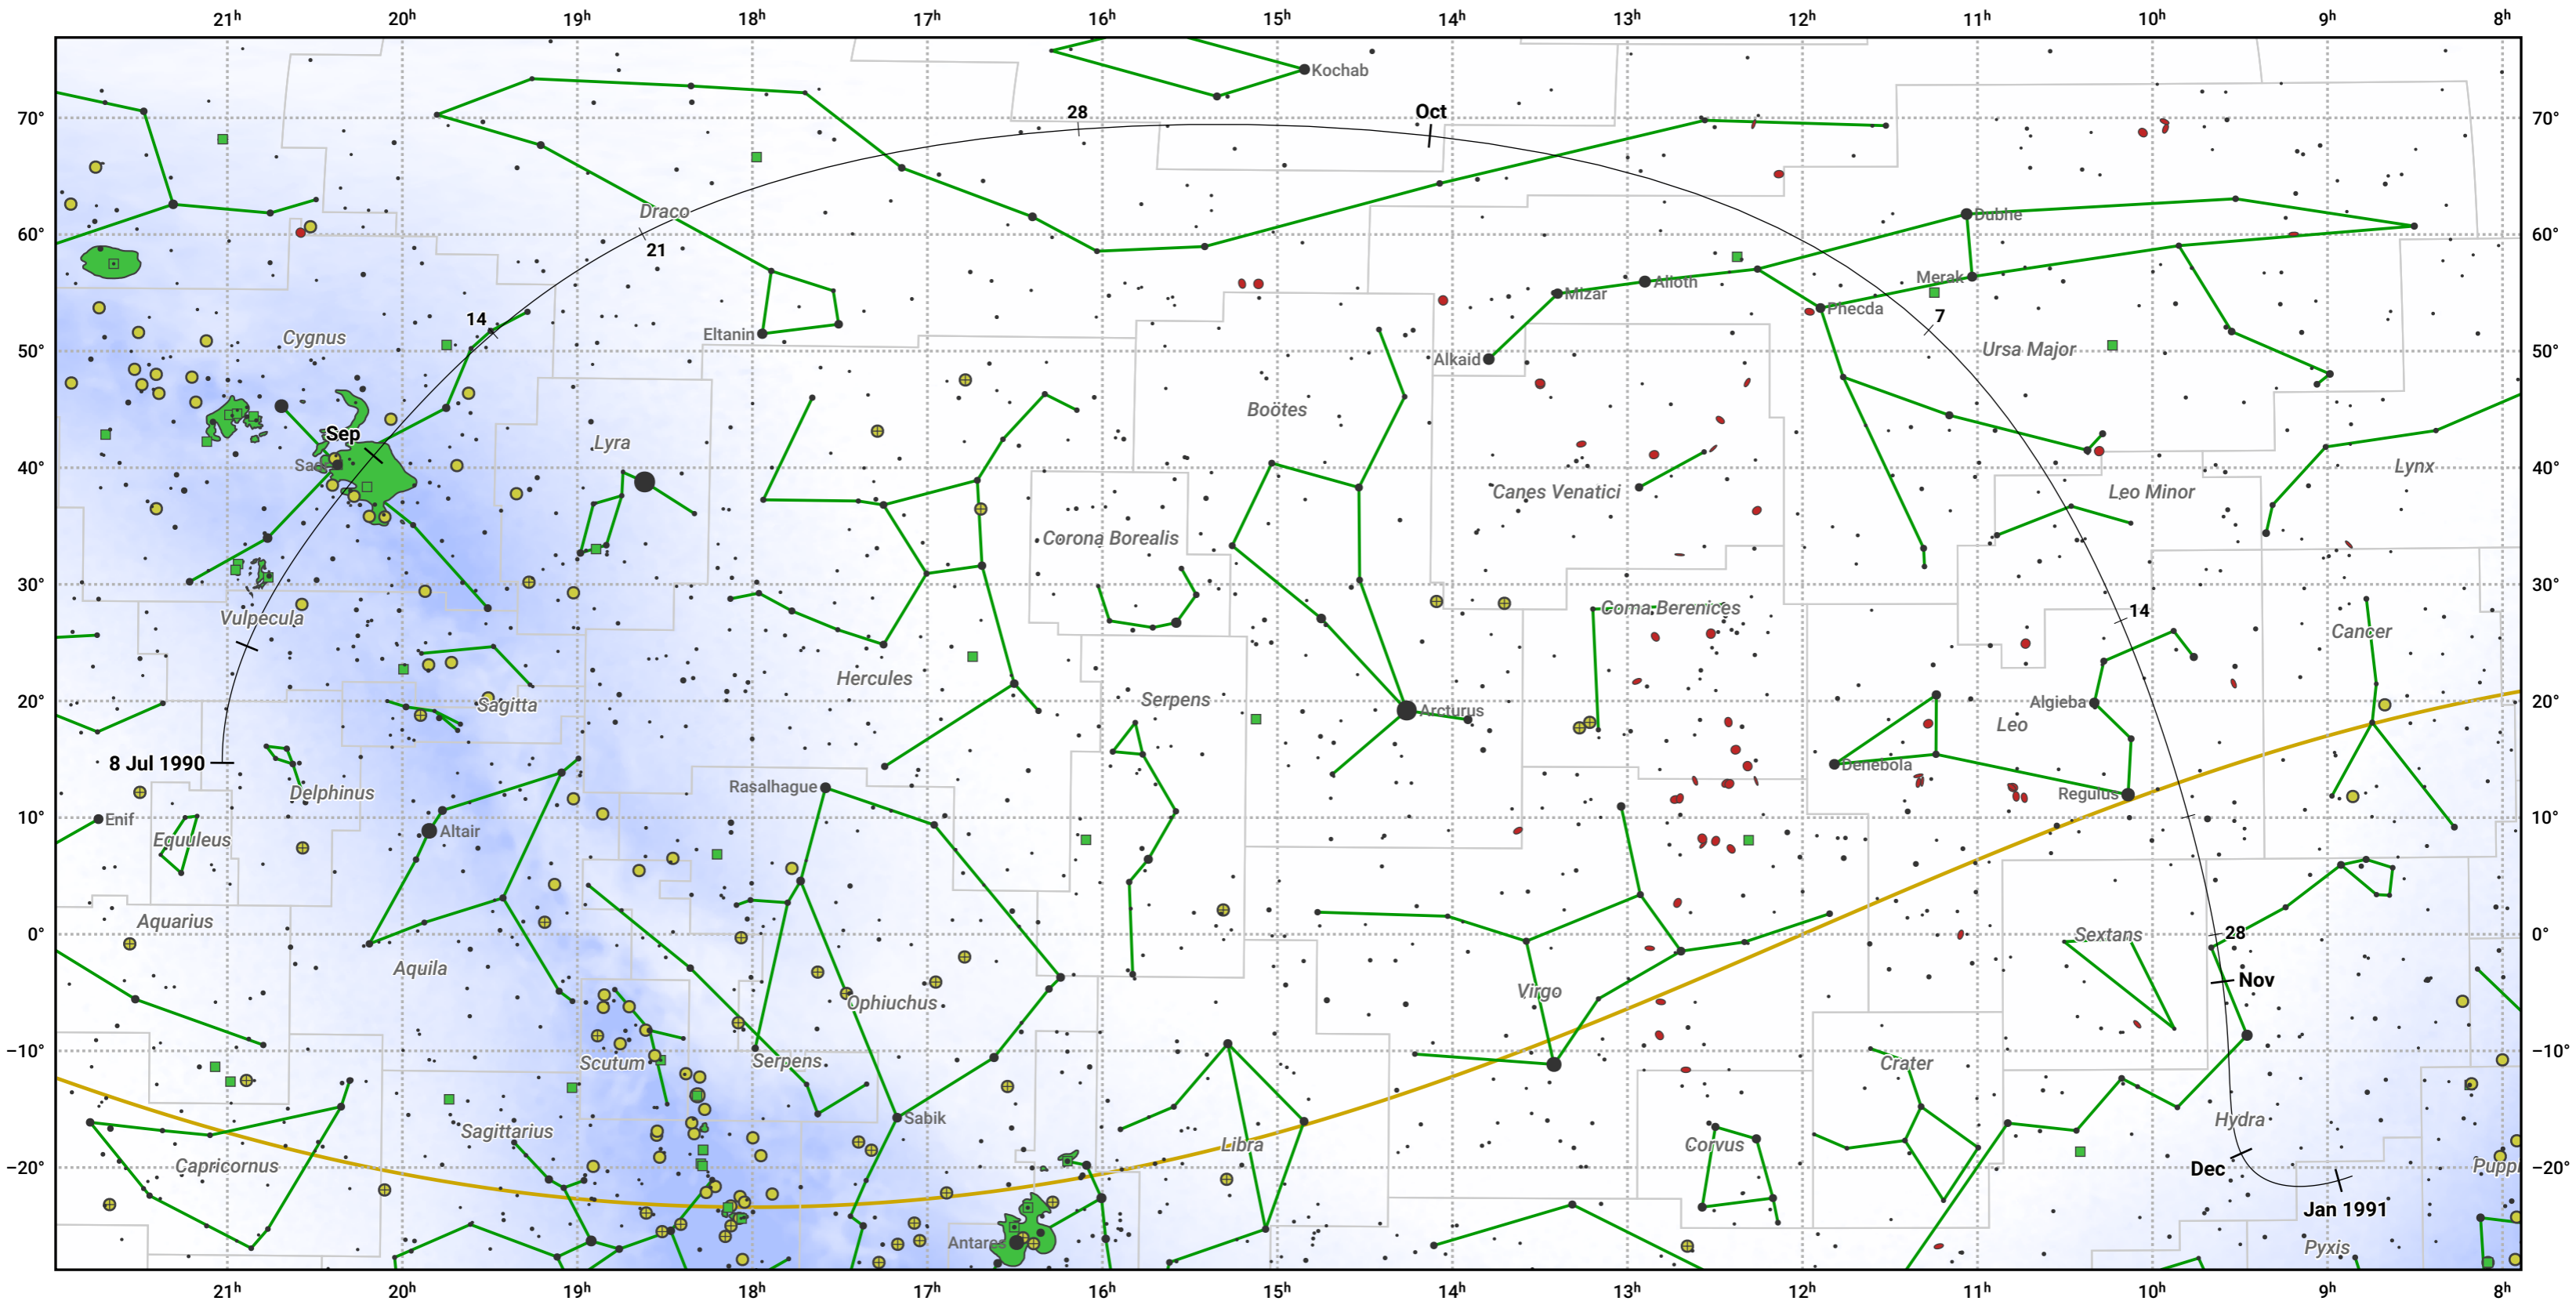 21h 20h 19h 18h 17h 16h 15h 14h 13h 12h 11h 10h 9h 8h
Kochab
70° 28 Oct 70°
Draco
Dubhe
60° 21 60°
Merak
Mizar Alioth
Phecda
14 Cygnus Eltanin 7
50° Alkaid Ursa Major 50°
Boötes
Sep Lyra
40° Sadr Lynx 40°
Canes Venatici Leo Minor
Corona Borealis
30° 30°
Vulpecula Coma Berenices 14
Cancer
Hercules
20° Sagitta Serpens Arcturus Algieba 20°
Leo
8 Jul 1990 Denebola
Delphinus Rasalhague Regulus
10° Enif Altair 10°
Equuleus
Aquarius
0° Sextans 28 0°
Aquila
Ophiuchus Virgo Nov
−10° Scutum Serpens Crater −10°
Sabik Hydra
Sagittarius Libra Corvus
−20° Capricornus Dec Puppi −20°
Jan 1991
Antares Pyxis
21h 20h 19h 18h 17h 16h 15h 14h 13h 12h 11h 10h 9h 8h